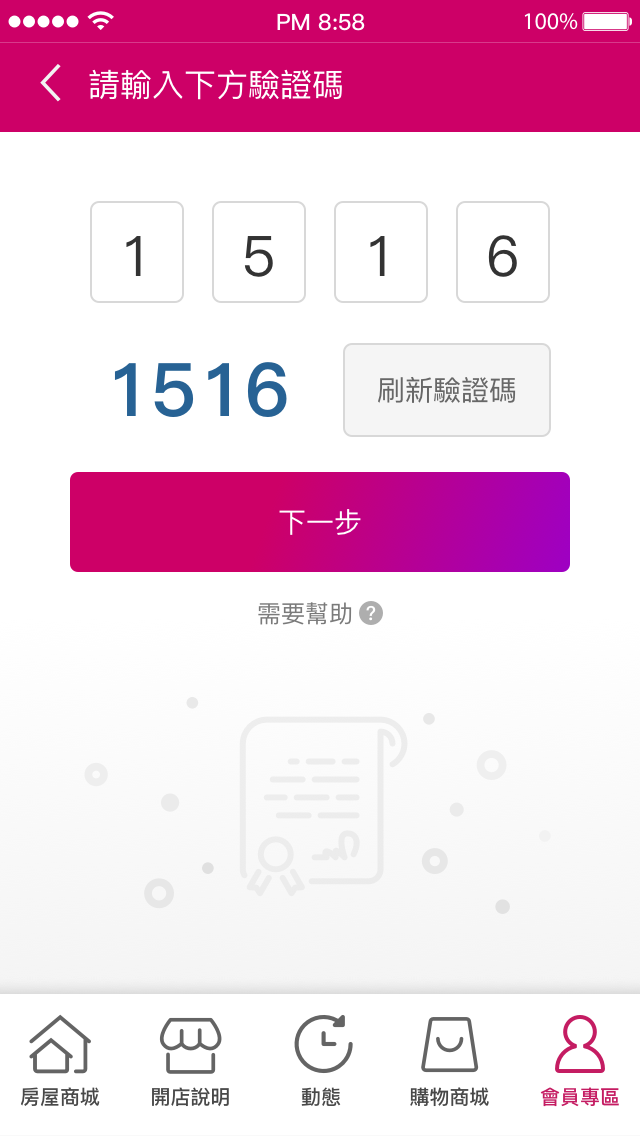 PM 8:58 100%
請輸入下方驗證碼
1 5 1 6
1516 刷新驗證碼
下一步
需要幫助 ?
房屋商城 開店說明 動態 購物商城 會員專區